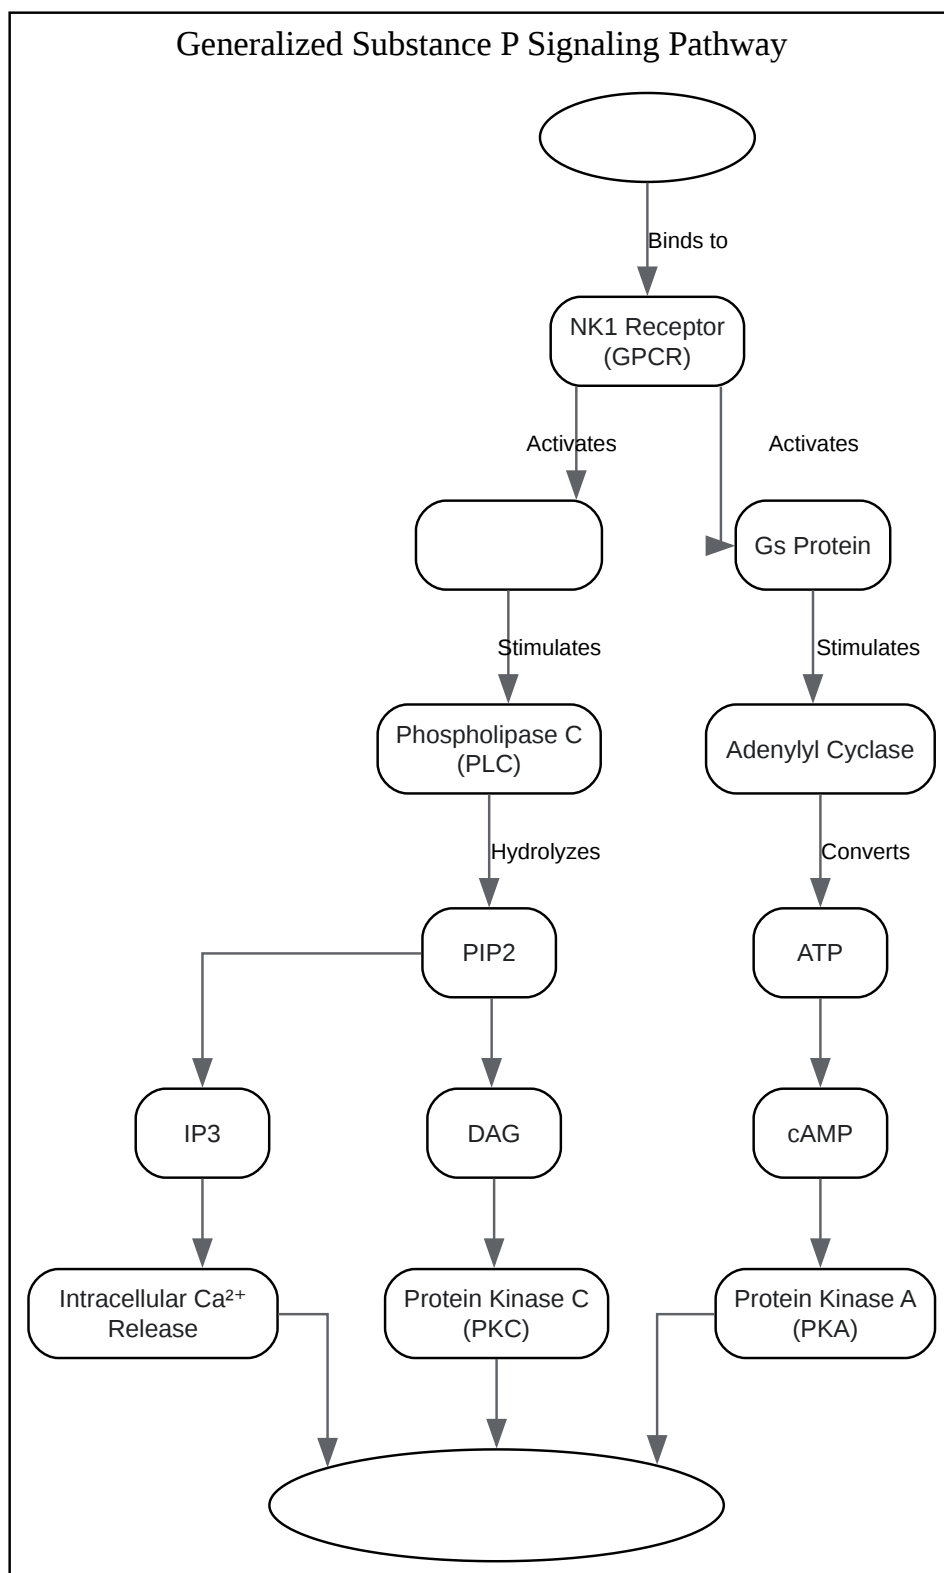 Generalized Substance P Signaling Pathway
Binds to
NK1 Receptor
(GPCR)
Activates
Activates
Gs Protein
Stimulates
Stimulates
Phospholipase C
(PLC)
Adenylyl Cyclase
Hydrolyzes
Converts
PIP2
ATP
IP3
DAG
cAMP
Intracellular Ca²⁺
Release
Protein Kinase C
(PKC)
Protein Kinase A
(PKA)